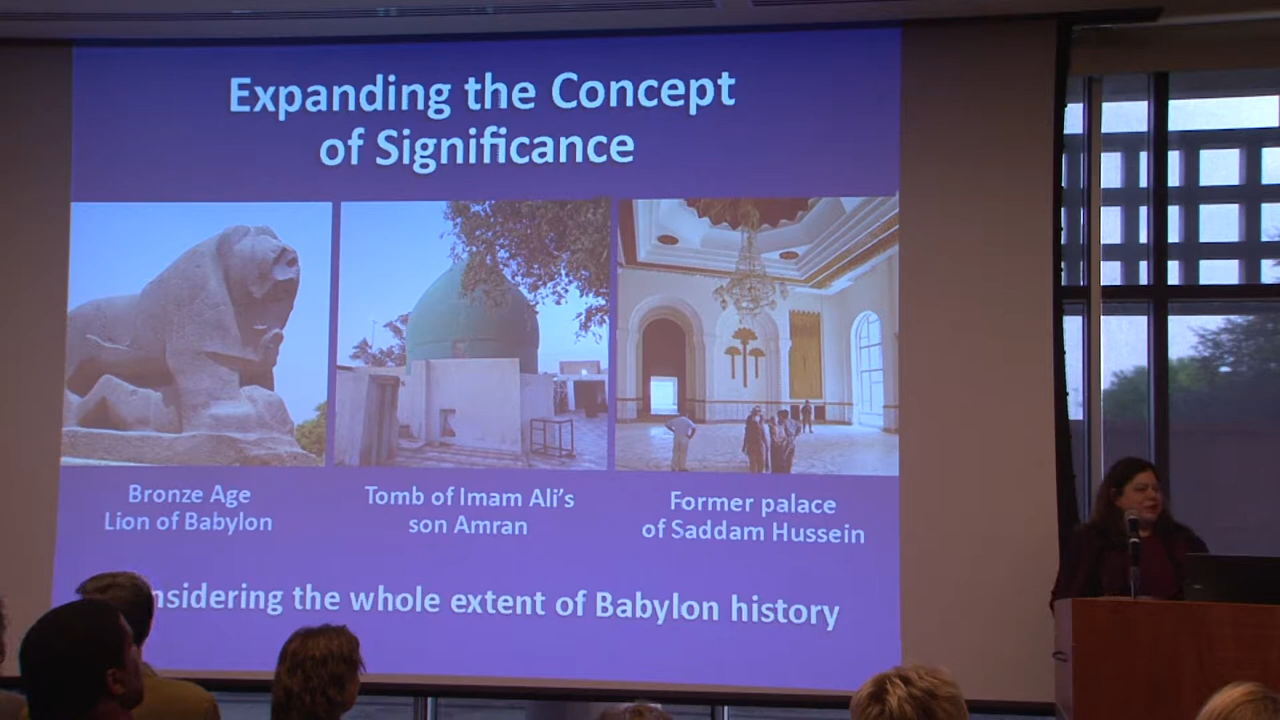 Expanding the Concept
of Significance
Bronze Age
Lion of Babylon
Tomb of Imam Ali's
son Amran
Former palace
of Saddam Hussein
the whole extent of Babylon history